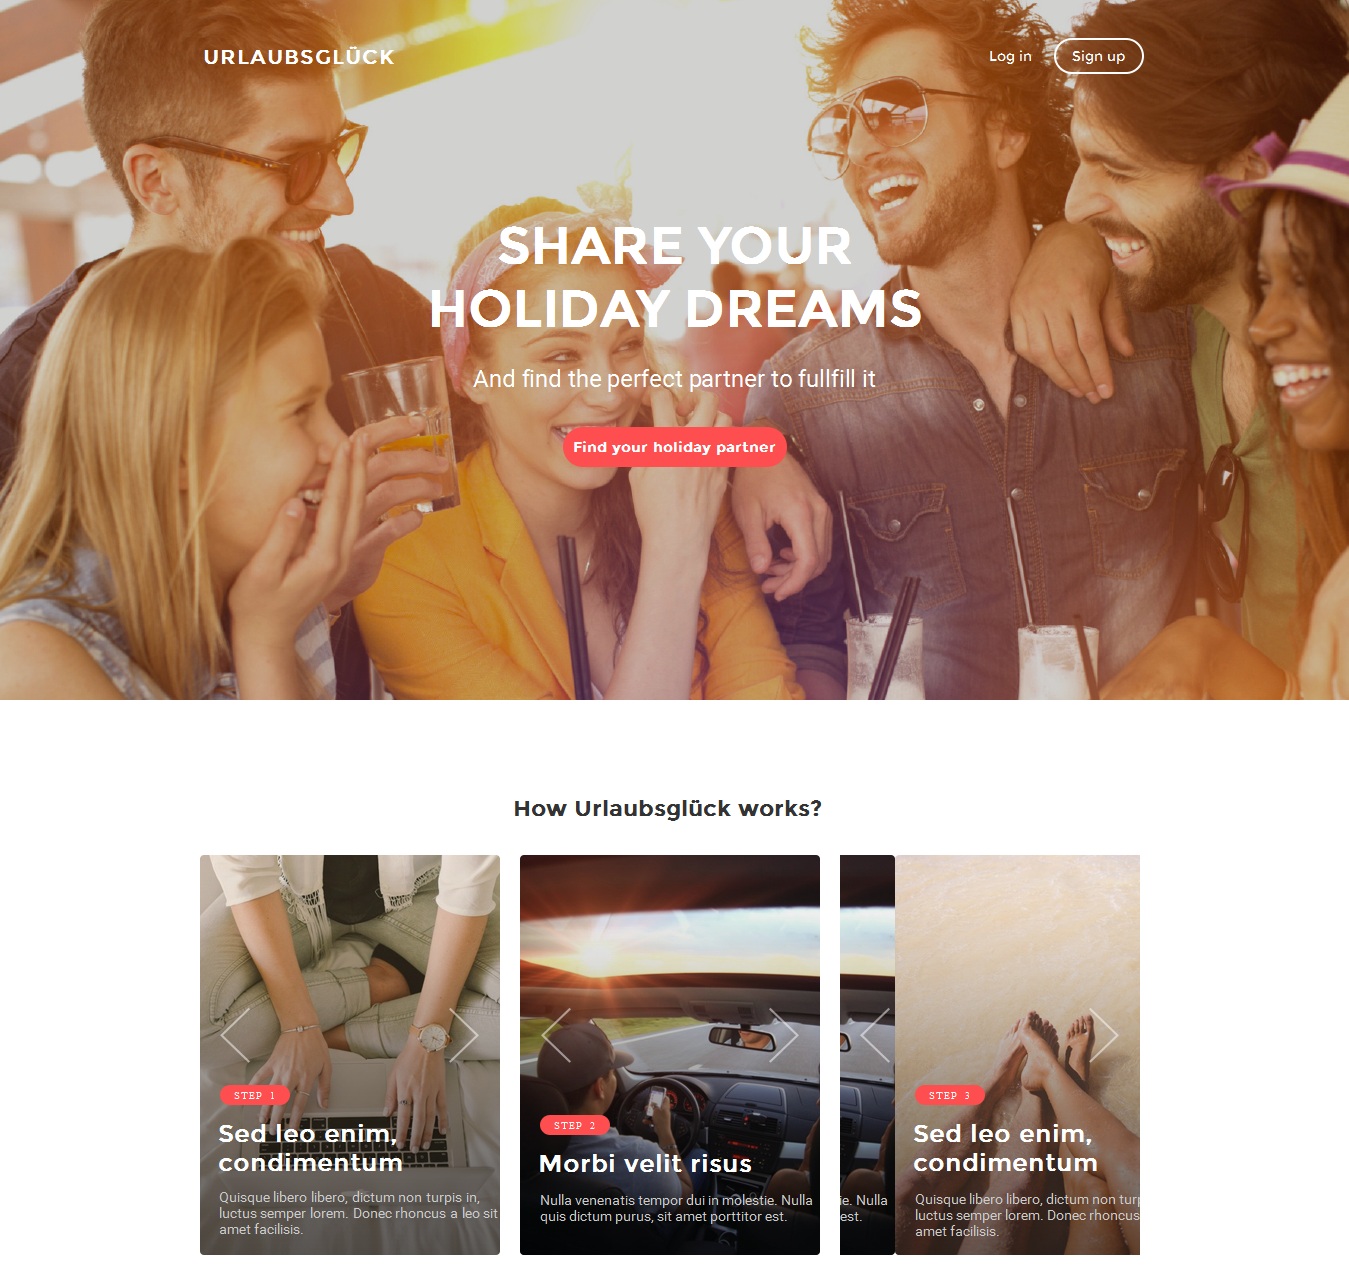 URLAUBSGLÜCK
Log in
Sign up
SHARE YOUR
HOLIDAY DREAMS
And find the perfect partner to fullfill it
Find your holiday partner
How Urlaubsglück works?
STEP 1
Sed leo enim,
condimentum
Quisque libero libero, dictum non turpis in,
luctus semper lorem. Donec rhoncus a leo sit
amet facilisis.
STEP 2
Morbi velit risus
Nulla venenatis tempor dui in molestie. Nulla
quis dictum purus, sit amet porttitor est.
ie. Nulla
est.
STEP 3
Sed leo enim,
condimentum
Quisque libero libero, dictum non turp
luctus semper lorem. Donec rhoncus
amet facilisis.